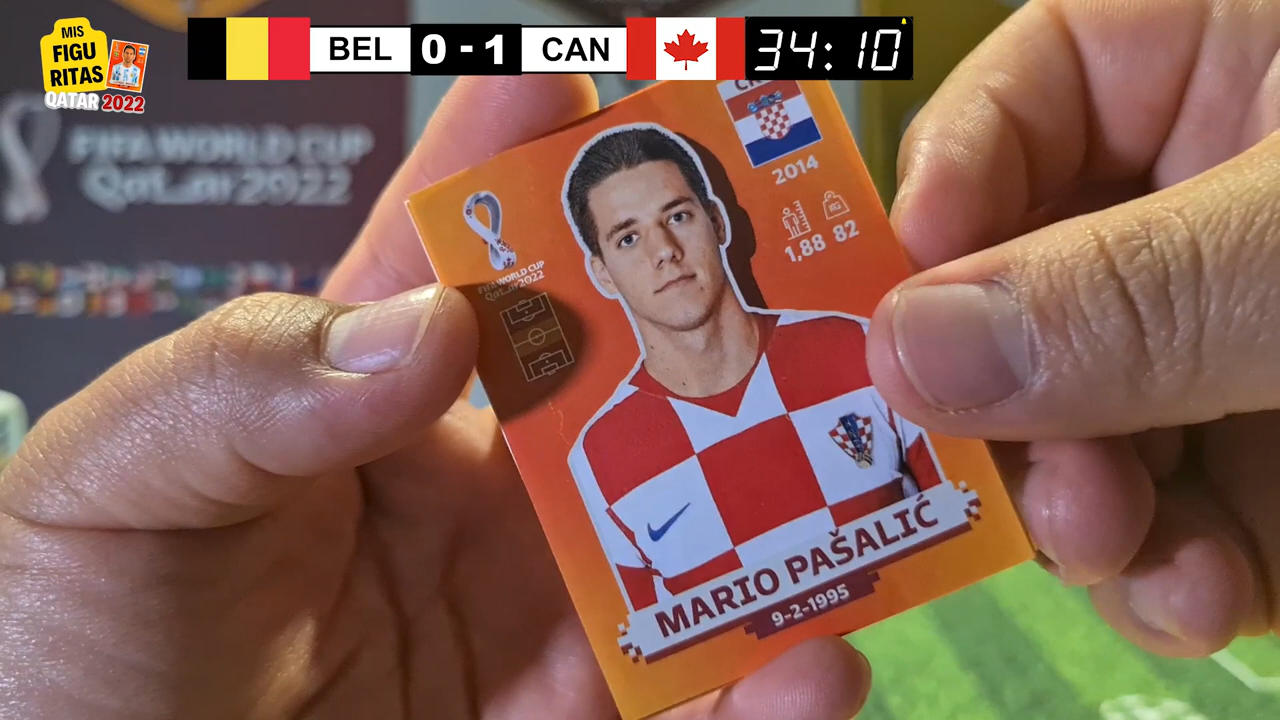 MIS
FIGU
RITAS
QATAR 2022
BEL 0 - 1 CAN 34:10
FIFA WORLD CUP
Qatar2022
2014
1,88 82
FIFA WORLD CUP
Qatar2022
MARIO PAŠALIĆ
9-2-1995